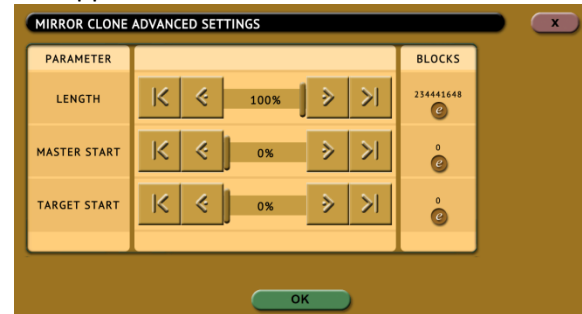 MIRROR CLONE ADVANCED SETTINGS X
PARAMETER BLOCKS
LENGTH 100% 234441648
e
MASTER START 0% 0
e
TARGET START 0% 0
e
OK